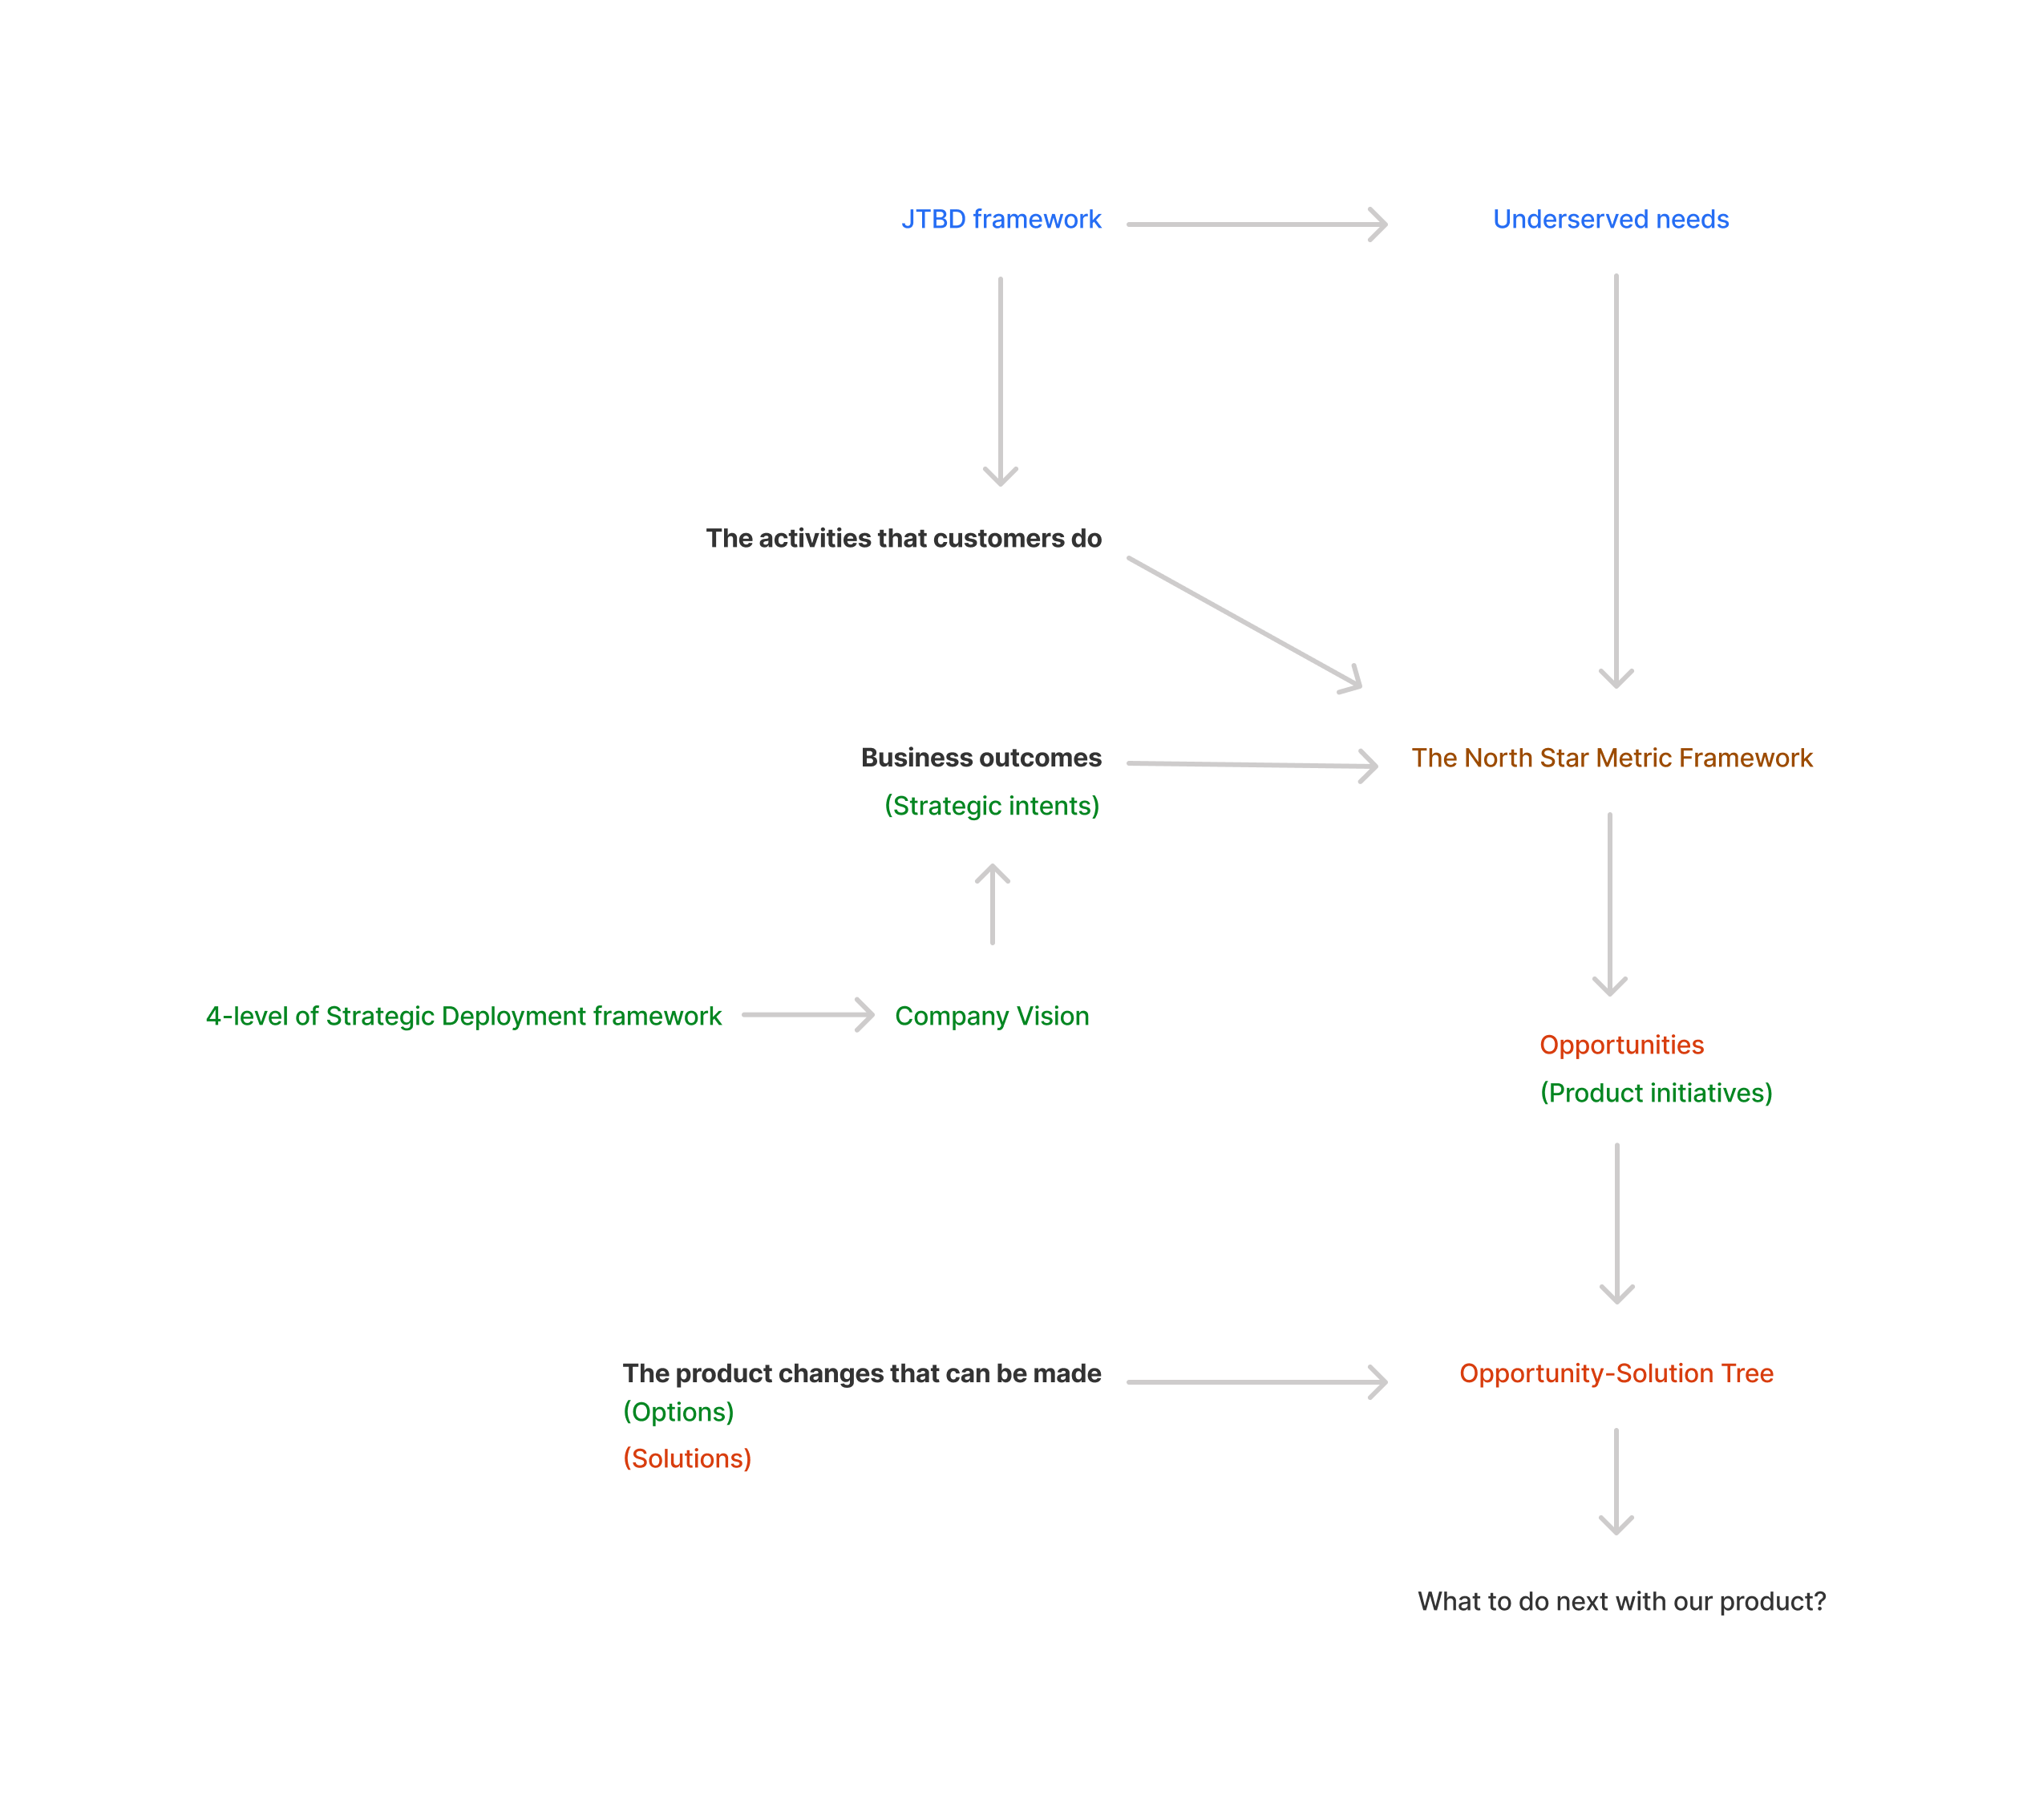 JTBD framework
Underserved needs
The activities that customers do
Business outcomes
(Strategic intents)
The North Star Metric Framework
4-level of Strategic Deployment framework
Company Vision
Opportunities
(Product initiatives)
The product changes that can be made
(Options)
(Solutions)
Opportunity-Solution Tree
What to do next with our product?